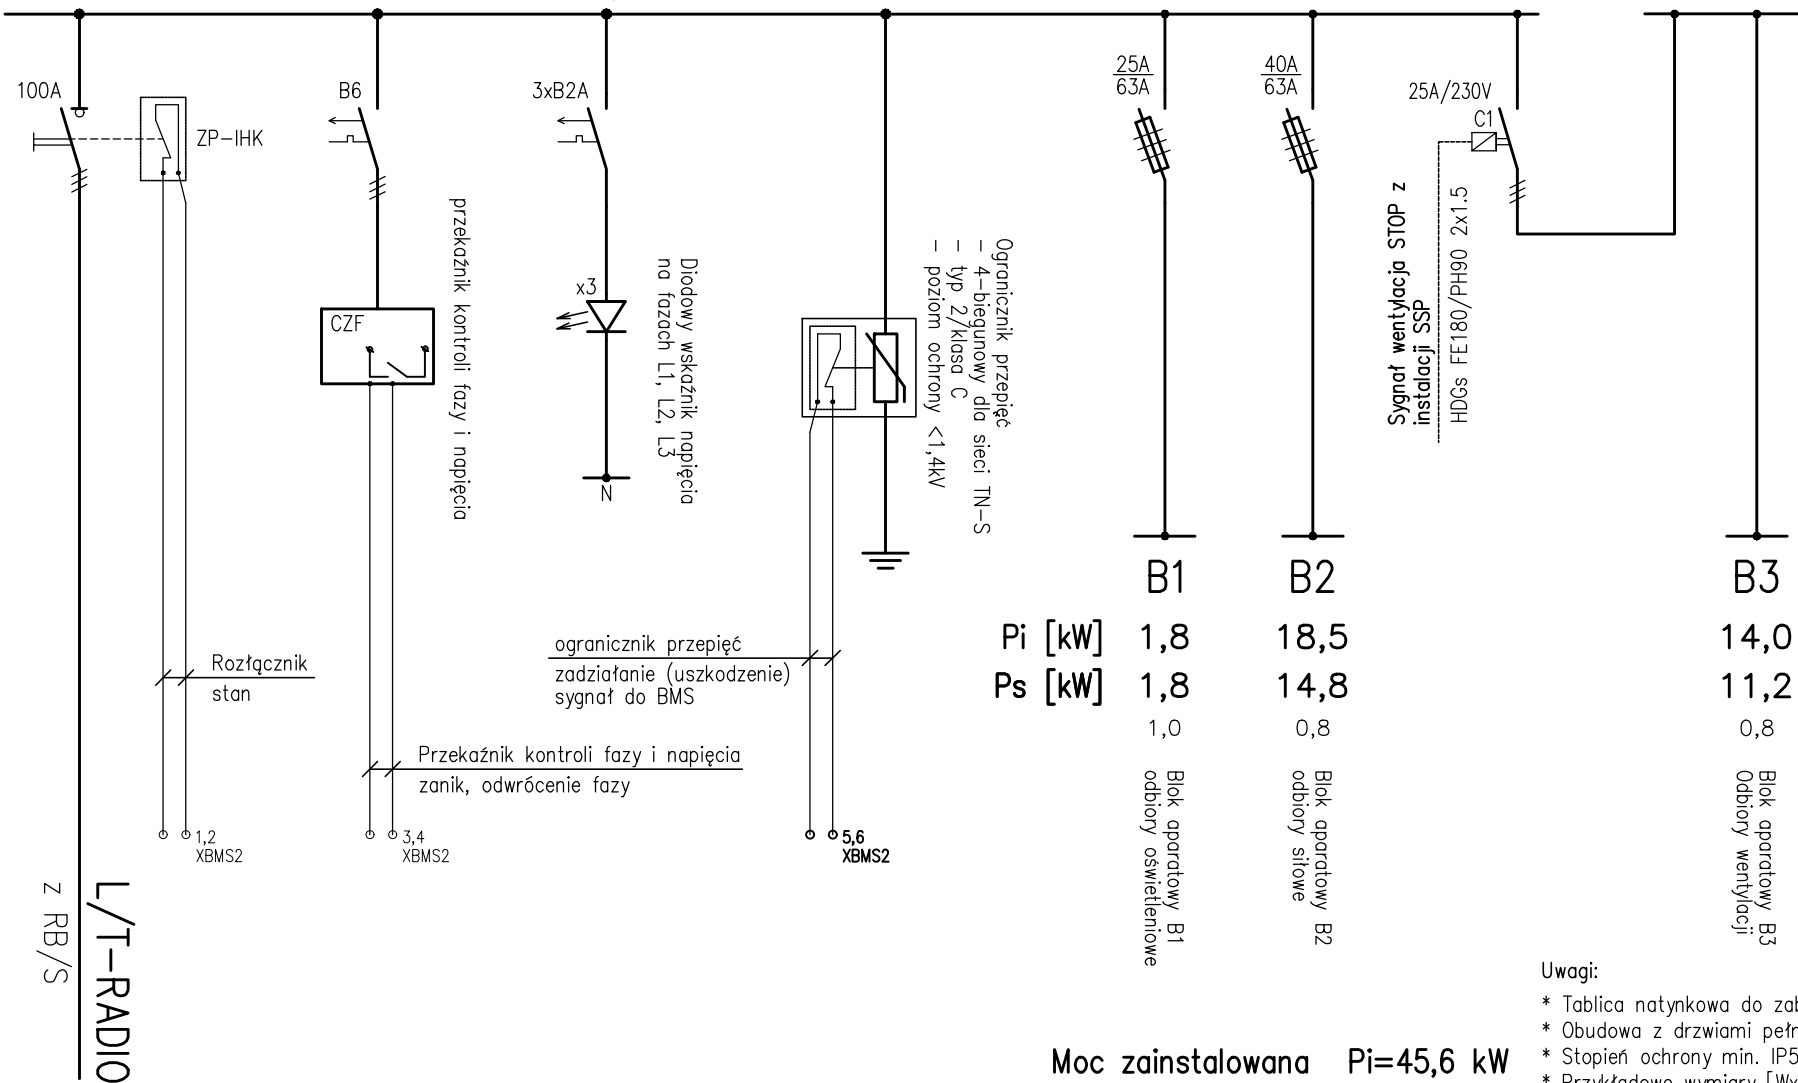 100A
ZP-IHK
B6
3xB2A
25A
63A
40A
63A
25A/230V
C1
przekaźnik kontroli fazy i napięcia
CZF
x3
Diodowy wskaźnik napięcia
na fazach L1, L2, L3
N
Ogranicznik przepięć
- 4-biegunowy dla sieci TN-S
- typ 2/klasa C
- poziom ochrony <1,4kV
Sygnał wentylacja STOP z
instalacji SSP
HDGs FE180/PH90 2x1.5
B1
B2
B3
Pi [kW] 1,8 18,5 14,0
Ps [kW] 1,8 14,8 11,2
1,0 0,8 0,8
Blok aparatowy B1
odbiory oświetleniowe
Blok aparatowy B2
odbiory siłowe
Blok aparatowy B3
Odbiory wentylacji
Rozłącznik
stan
ogranicznik przepięć
zadziałanie (uszkodzenie)
sygnał do BMS
Przekaźnik kontroli fazy i napięcia
zanik, odwrócenie fazy
1,2
XBMS2
3,4
XBMS2
5,6
XBMS2
L/T-RADIO
z RB/S
Moc zainstalowana Pi=45,6 kW
Uwagi:
* Tablica natynkowa do
* Obudowa z drzwiami
* Stopień ochrony min.
* Przykładowe wymiary